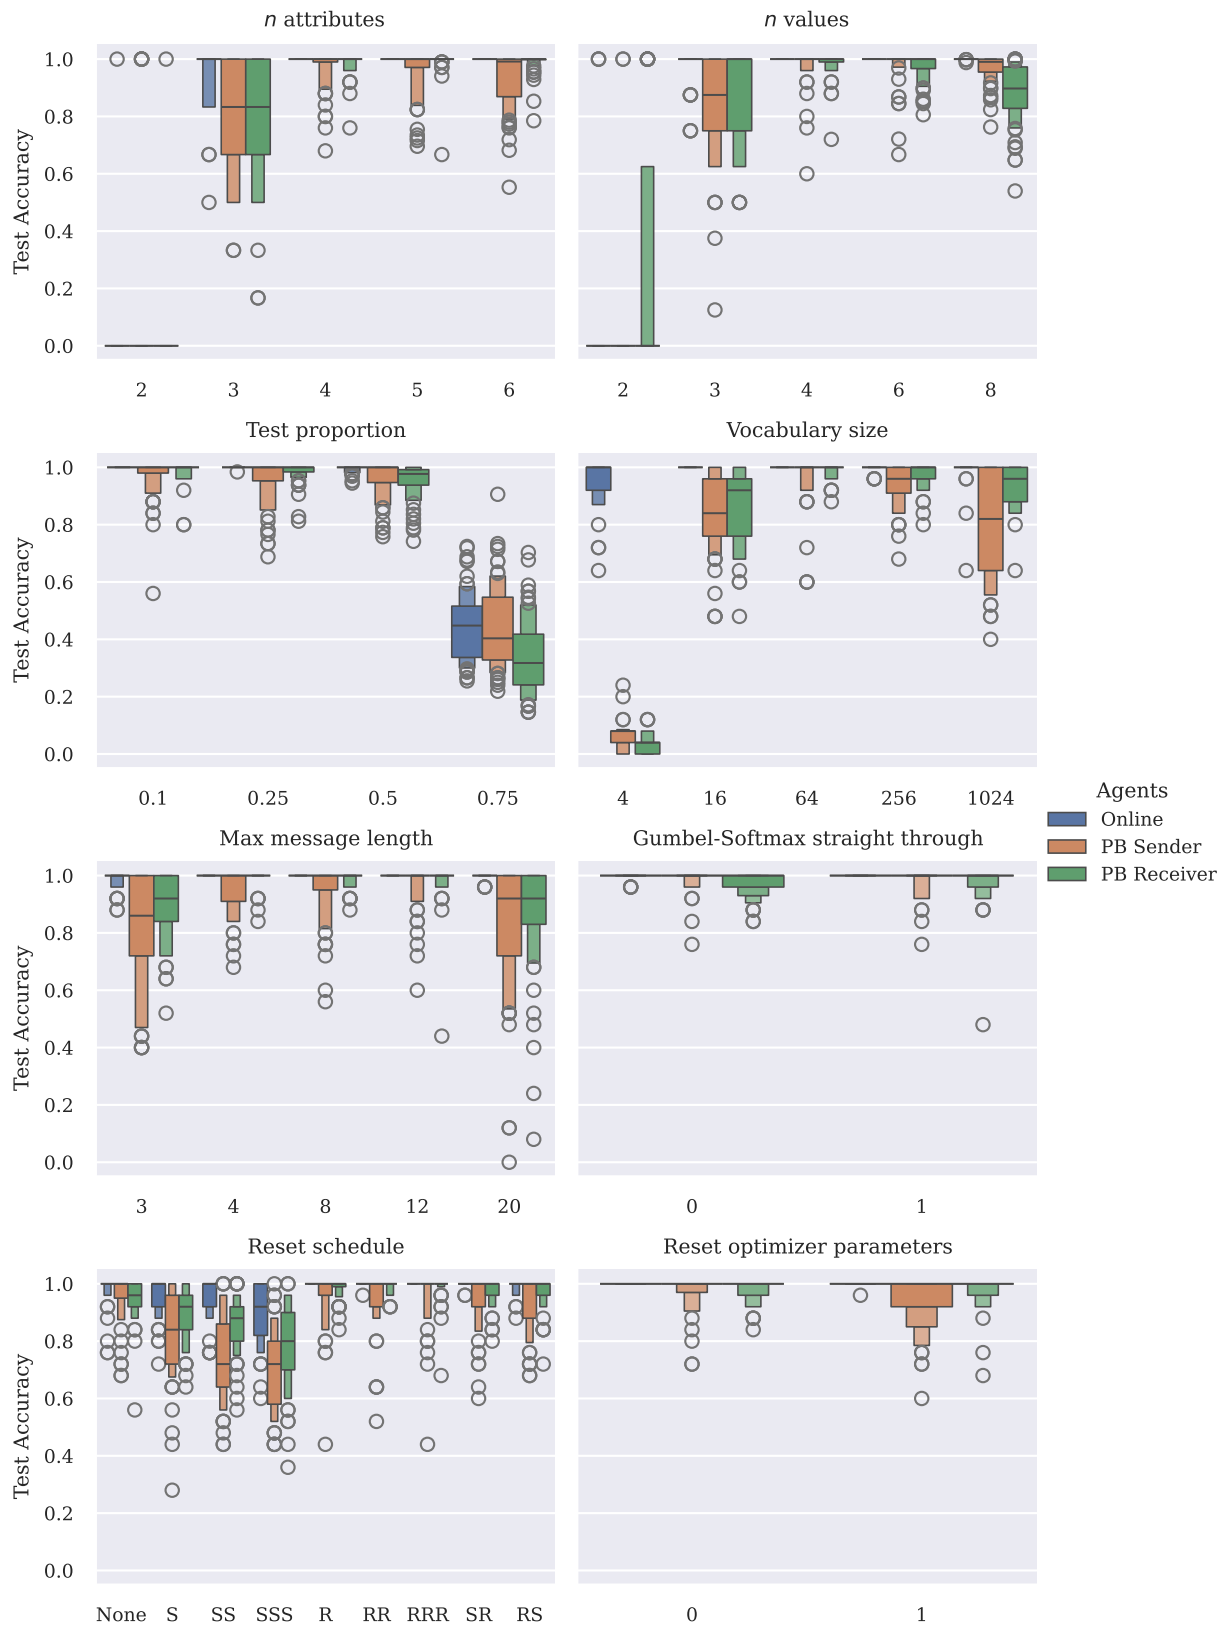 n attributes
n values
Test Accuracy
1.0
0.8
0.6
0.4
0.2
0.0
2 3 4 5 6
2 3 4 6 8
Test proportion
Vocabulary size
Test Accuracy
1.0
0.8
0.6
0.4
0.2
0.0
0.1 0.25 0.5 0.75
4 16 64 256 1024
Agents
Online
PB Sender
PB Receiver
Max message length
Gumbel-Softmax straight through
Test Accuracy
1.0
0.8
0.6
0.4
0.2
0.0
3 4 8 12 20
0 1
Reset schedule
Reset optimizer parameters
Test Accuracy
1.0
0.8
0.6
0.4
0.2
0.0
None S SS SSS R RR RRR SR RS
0 1